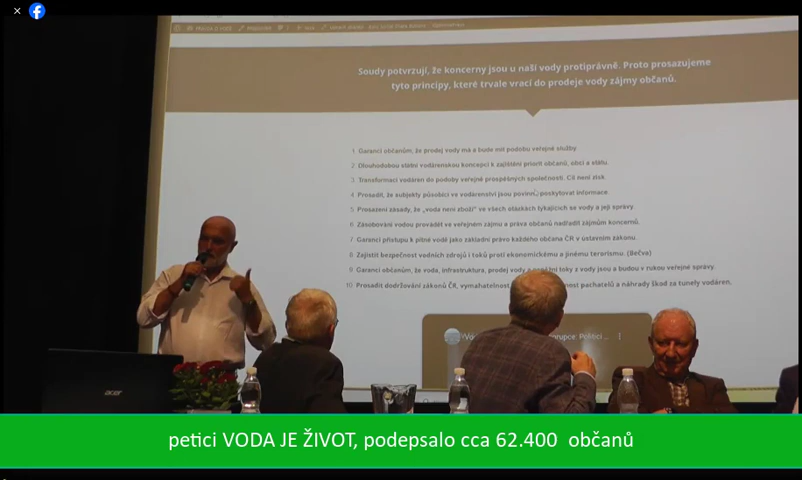 Soudy potvrzují, že koncerny jsou u naší vody protiprávně. Proto prosazujeme
tyto principy, které trvale vrací do prodeje vody zájmy občanů.
1. Garanci občanům, že prodej vody má a bude mít podobu veřejné služby.
2. Dlouhodobou státní vodárenskou koncepci k zajištění priorit občanů, obcí a státu.
3. Transformaci vodáren do podoby veřejně prospěšných společností. Cíl není zisk.
4. Prosadit, že subjekty působící ve vodárenství jsou povinny poskytovat informace
5. Prosazení zásady, že „voda není zboží" ve všech otázkách týkajících se vody a její správy.
6. Zásobování vodou provádět ve veřejném zájmu a práva občanů nadřadit zájmům koncernů.
7. Garanci přístupu k pitné vodě jako základní právo každého občana ČR v ústavním zákonu.
8. Zajistit bezpečnost vodních zdrojů i toků proti ekonomickému a jinému terorismu. (Bečva)
9. Garanci občanům, že voda, infrastruktura, prodej vody toky z vody jsou a budou v rukou veřejné správy.
10. Prosadit dodržování zákonů ČR, vymahatelnost pachatelů a náhrady škod za tunely vodáren.
orupce: Politici ...
acer
petici VODA JE ŽIVOT, podepsalo cca 62.400 občanů